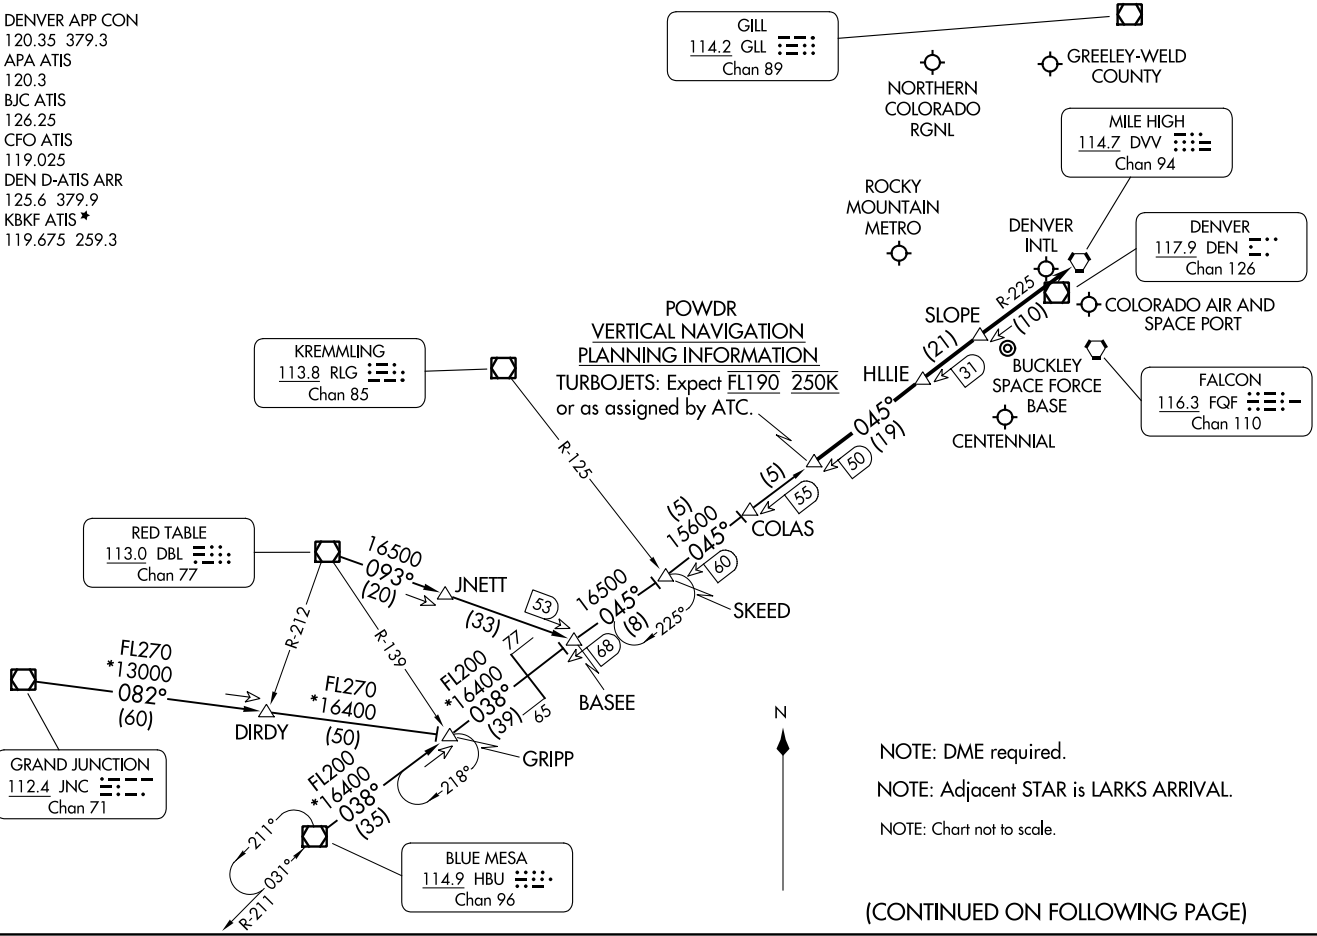 DENVER APP CON
120.35 379.3
APA ATIS
120.3
BJC ATIS
126.25
CFO ATIS
119.025
DEN D-ATIS ARR
125.6 379.9
KBKF ATIS *
119.675 259.3
GILL
114.2 GLL
Chan 89
NORTHERN
COLORADO
RGNL
GREELEY-WELD
COUNTY
MILE HIGH
114.7 DVV
Chan 94
ROCKY
MOUNTAIN
METRO
DENVER
INTL
DENVER
117.9 DEN
Chan 126
R-225
(10)
COLORADO AIR AND
SPACE PORT
SLOPE
(21)
POWDR
VERTICAL NAVIGATION
PLANNING INFORMATION
TURBOJETS: Expect FL190 250K
or as assigned by ATC.
KREMMLING
113.8 RLG
Chan 85
HLLIE
31
BUCKLEY
SPACE FORCE
BASE
FALCON
116.3 FQF
Chan 110
CENTENNIAL
045°
(19)
50
R-125
(5)
55
COLAS
(5)
15600
045°
60
SKEED
RED TABLE
113.0 DBL
Chan 77
16500
093°
(20)
JNETT
(33)
53
16500
045°
(8)
225°
68
BASEE
R-212
R-139
77
65
FL200
*16400
038°
(39)
FL270
*13000
082°
(60)
DIRDY
FL270
*16400
(50)
GRIPP
218°
GRAND JUNCTION
112.4 JNC
Chan 71
FL200
*16400
038°
(35)
211°
031°
R-211
BLUE MESA
114.9 HBU
Chan 96
N
NOTE: DME required.
NOTE: Adjacent STAR is LARKS ARRIVAL.
NOTE: Chart not to scale.
(CONTINUED ON FOLLOWING PAGE)